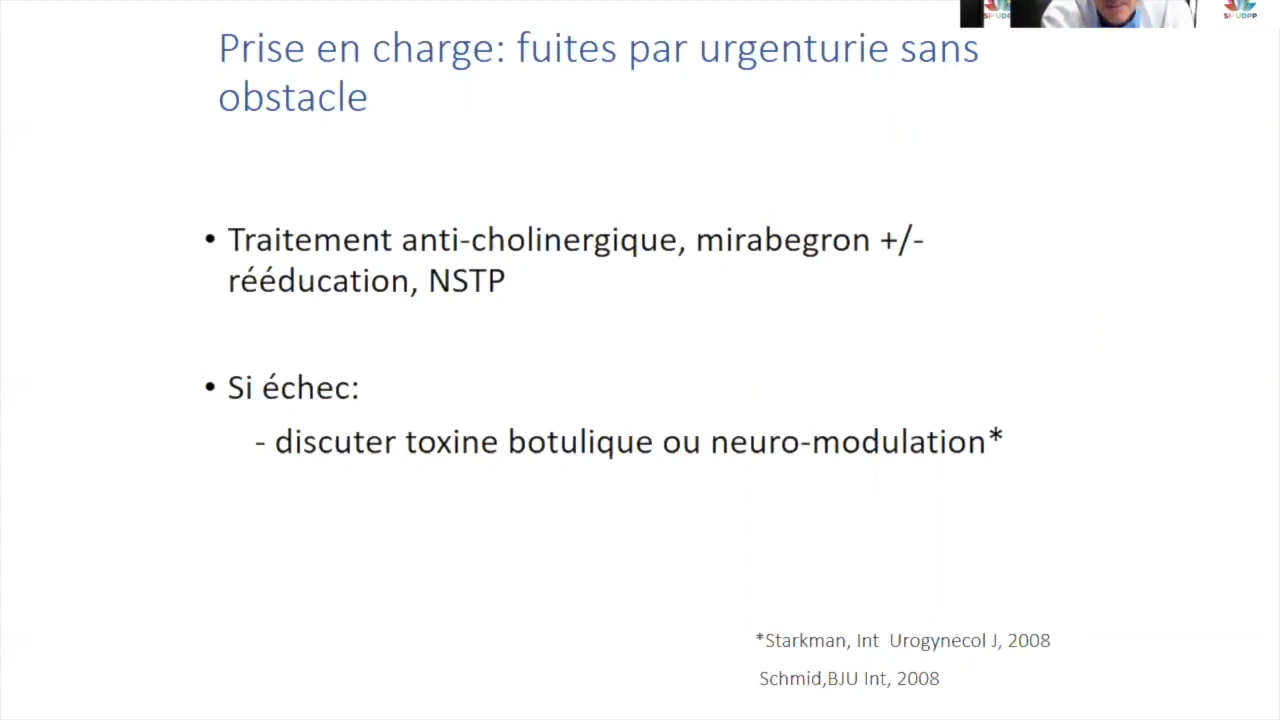 SIFUDPP
Prise en charge: fuites par urgenturie sans
obstacle
• Traitement anti-cholinergique, mirabegron +/-
rééducation, NSTP
• Si échec:
- discuter toxine botulique ou neuro-modulation*
*Starkman, Int Urogynecol J, 2008
Schmid,BJU Int, 2008